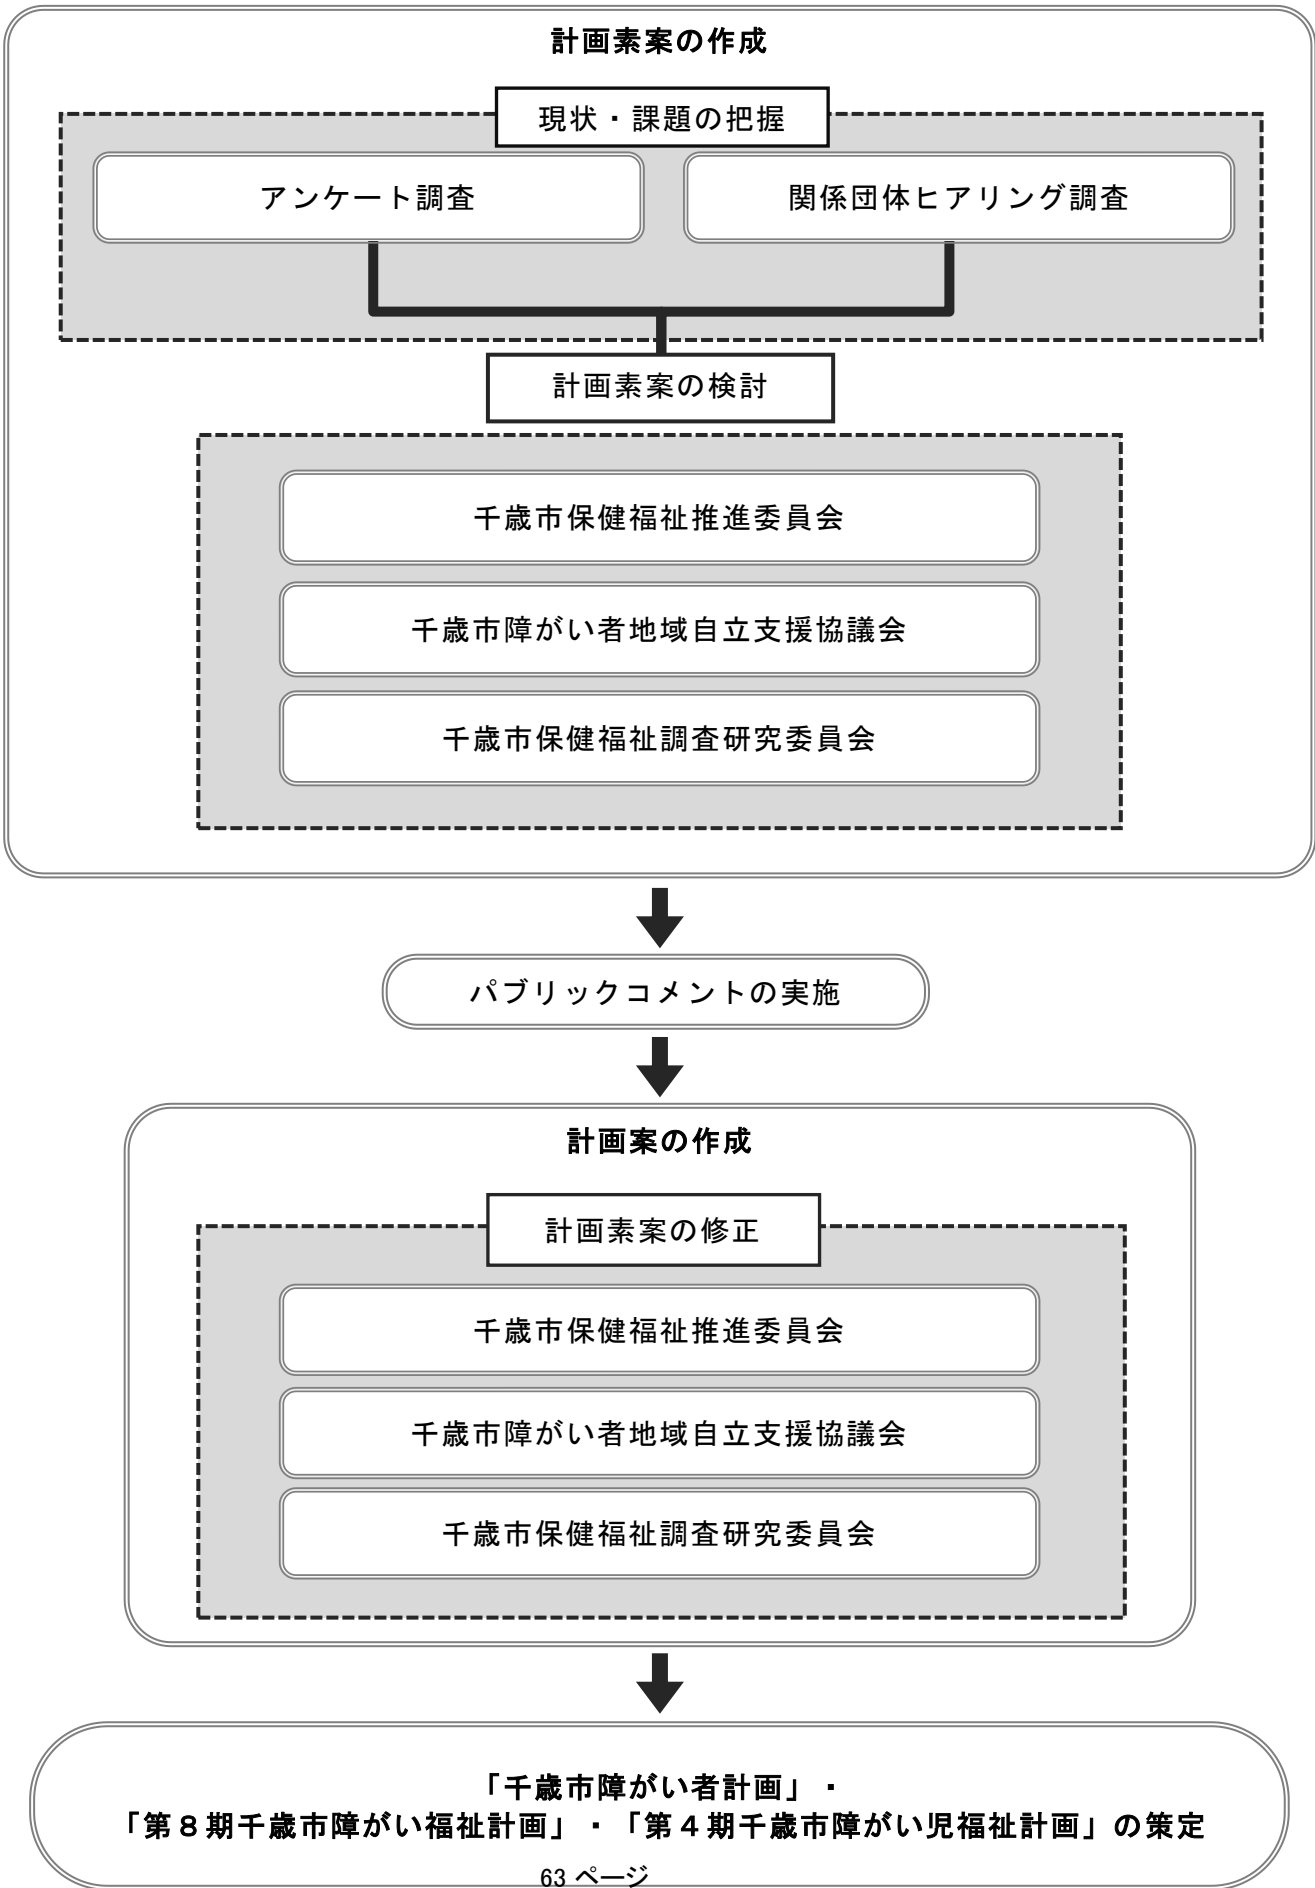 計画素案の作成
現状・課題の把握
アンケート調査
関係団体ヒアリング調査
計画素案の検討
千歳市保健福祉推進委員会
千歳市障がい者地域自立支援協議会
千歳市保健福祉調査研究委員会
パブリックコメントの実施
計画案の作成
計画素案の修正
千歳市保健福祉推進委員会
千歳市障がい者地域自立支援協議会
千歳市保健福祉調査研究委員会
「千歳市障がい者計画」・
「第８期千歳市障がい福祉計画」・「第４期千歳市障がい児福祉計画」の策定
63 ページ